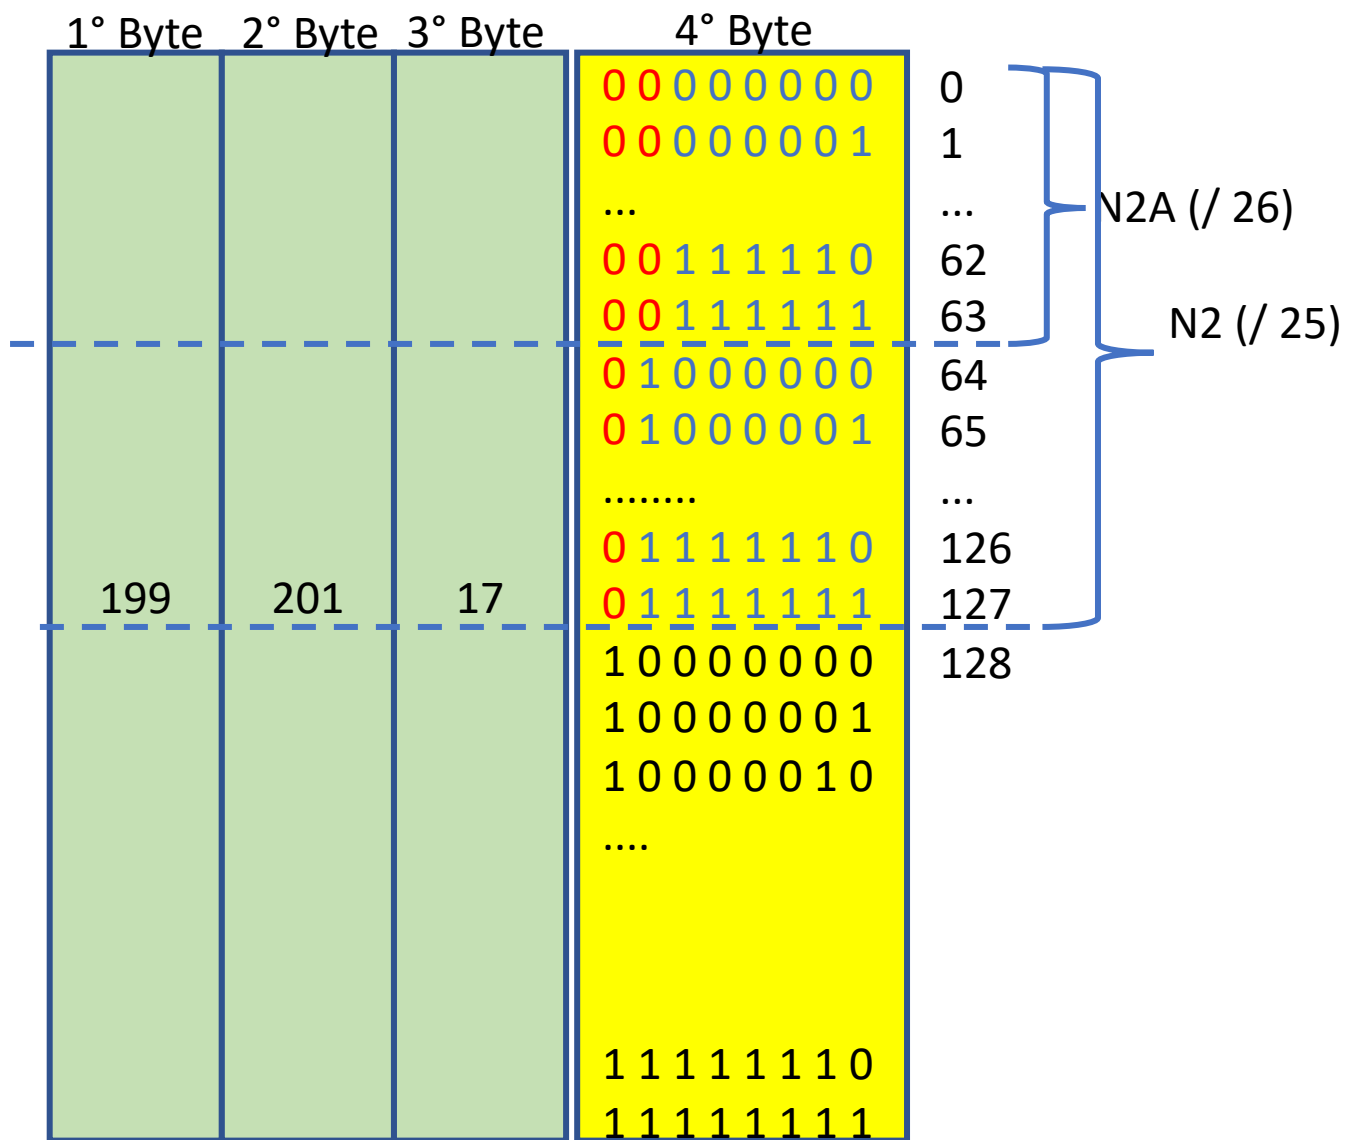 1° Byte 2° Byte 3° Byte 4° Byte
0 0 0 0 0 0 0 0 0
0 0 0 0 0 0 0 1 1
... ...
N2A (/ 26)
0 0 1 1 1 1 1 0 62
0 0 1 1 1 1 1 1 63
N2 (/ 25)
0 1 0 0 0 0 0 0 64
0 1 0 0 0 0 0 1 65
........ ...
0 1 1 1 1 1 1 0 126
199 201 17 0 1 1 1 1 1 1 1 127
1 0 0 0 0 0 0 0 128
1 0 0 0 0 0 0 1
1 0 0 0 0 0 1 0
....
1 1 1 1 1 1 1 0
1 1 1 1 1 1 1 1